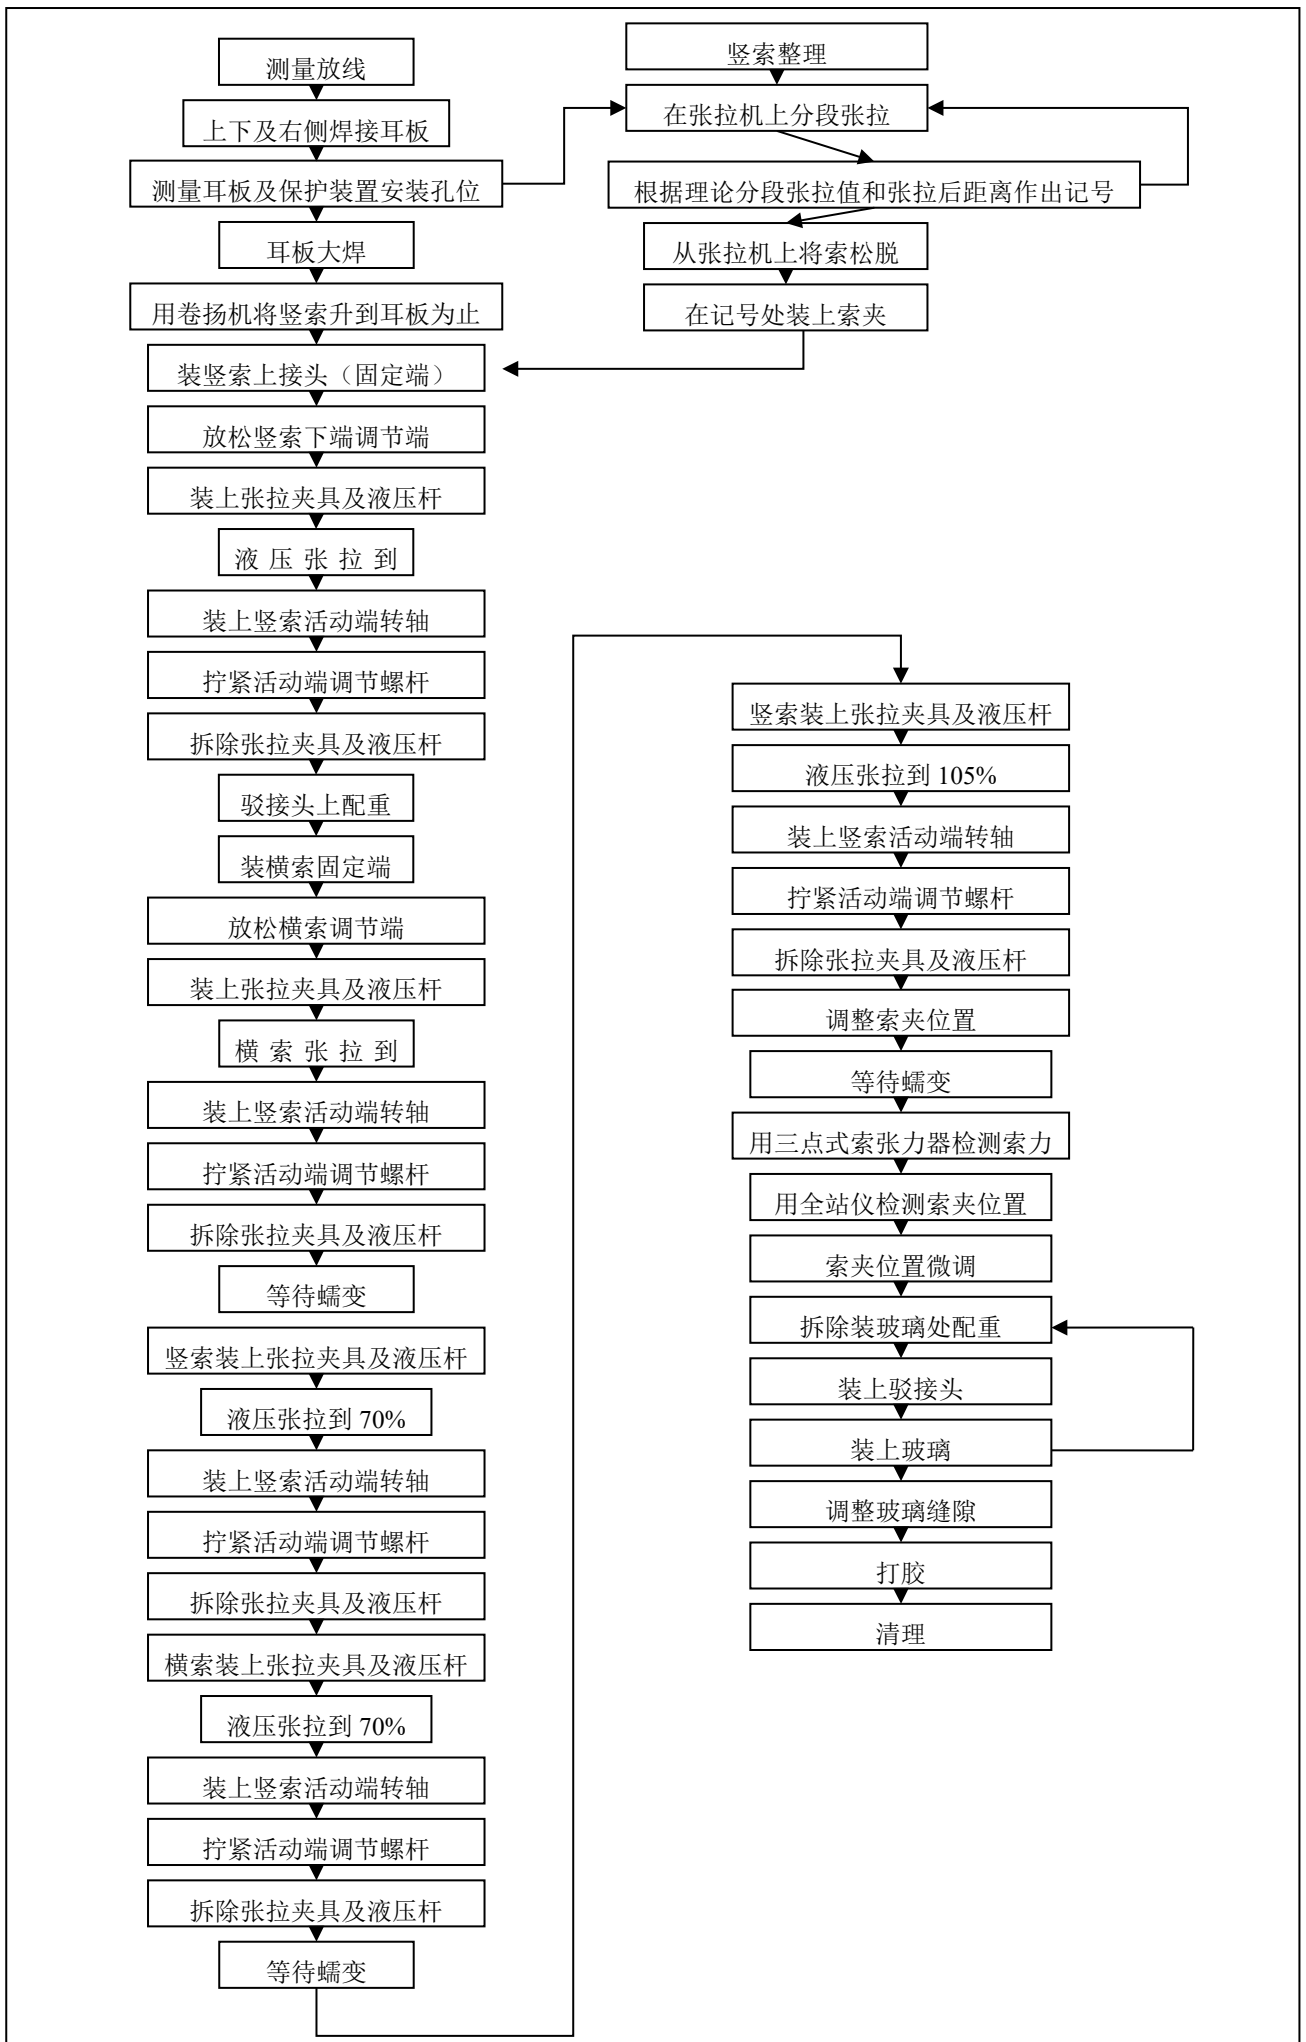 测量放线
上下及右侧焊接耳板
测量耳板及保护装置安装孔位
耳板大焊
用卷扬机将竖索升到耳板为止
竖索整理
在张拉机上分段张拉
根据理论分段张拉值和张拉后距离作出记号
从张拉机上将索松脱
在记号处装上索夹
装竖索上接头（固定端）
放松竖索下端调节端
装上张拉夹具及液压杆
液压张拉到
装上竖索活动端转轴
拧紧活动端调节螺杆
拆除张拉夹具及液压杆
驳接头上配重
装横索固定端
放松横索调节端
装上张拉夹具及液压杆
横索张拉到
装上竖索活动端转轴
拧紧活动端调节螺杆
拆除张拉夹具及液压杆
等待蠕变
竖索装上张拉夹具及液压杆
液压张拉到 70%
装上竖索活动端转轴
拧紧活动端调节螺杆
拆除张拉夹具及液压杆
横索装上张拉夹具及液压杆
液压张拉到 70%
装上竖索活动端转轴
拧紧活动端调节螺杆
拆除张拉夹具及液压杆
等待蠕变
竖索装上张拉夹具及液压杆
液压张拉到 105%
装上竖索活动端转轴
拧紧活动端调节螺杆
拆除张拉夹具及液压杆
调整索夹位置
等待蠕变
用三点式索张力器检测索力
用全站仪检测索夹位置
索夹位置微调
拆除装玻璃处配重
装上驳接头
装上玻璃
调整玻璃缝隙
打胶
清理